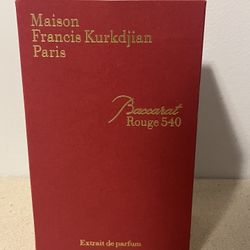 Maison
Francis Kurkdjian
Paris
Baccarat
Rouge 540
Extrait de parfum